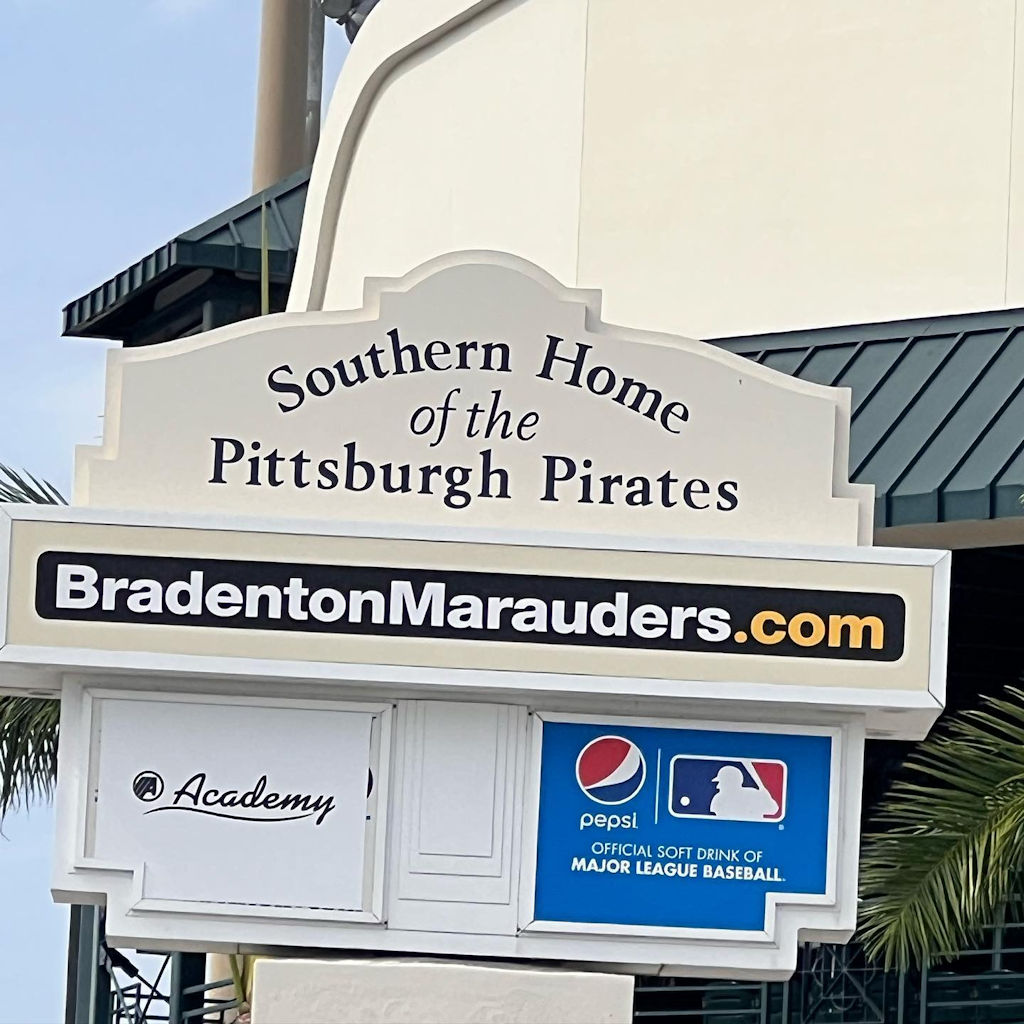 Southern Home
of the
Pittsburgh Pirates
BradentonMarauders.com
A Academy
pepsi
OFFICIAL SOFT DRINK OF
MAJOR LEAGUE BASEBALL.